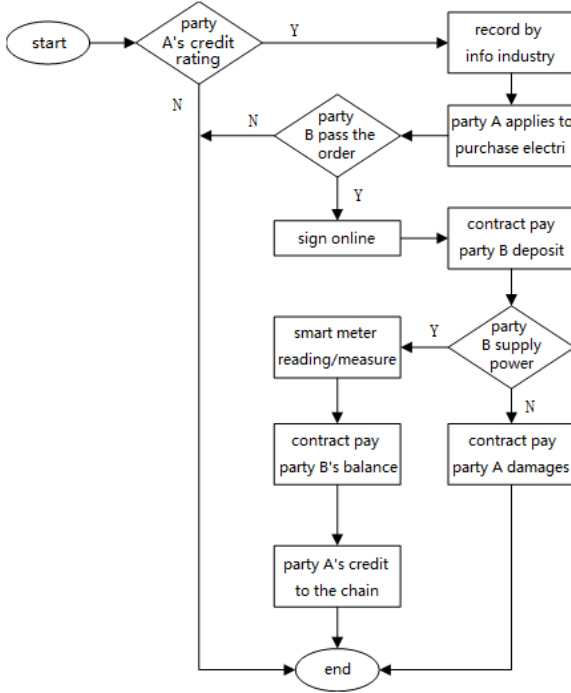 start
party
A's credit
rating
Y
record by
info industry
N
party A applies to
purchase electri
party
B pass the
order
N
Y
sign online
contract pay
party B deposit
party
B supply
power
Y
smart meter
reading/measure
N
contract pay
party B's balance
contract pay
party A damages
party A's credit
to the chain
end